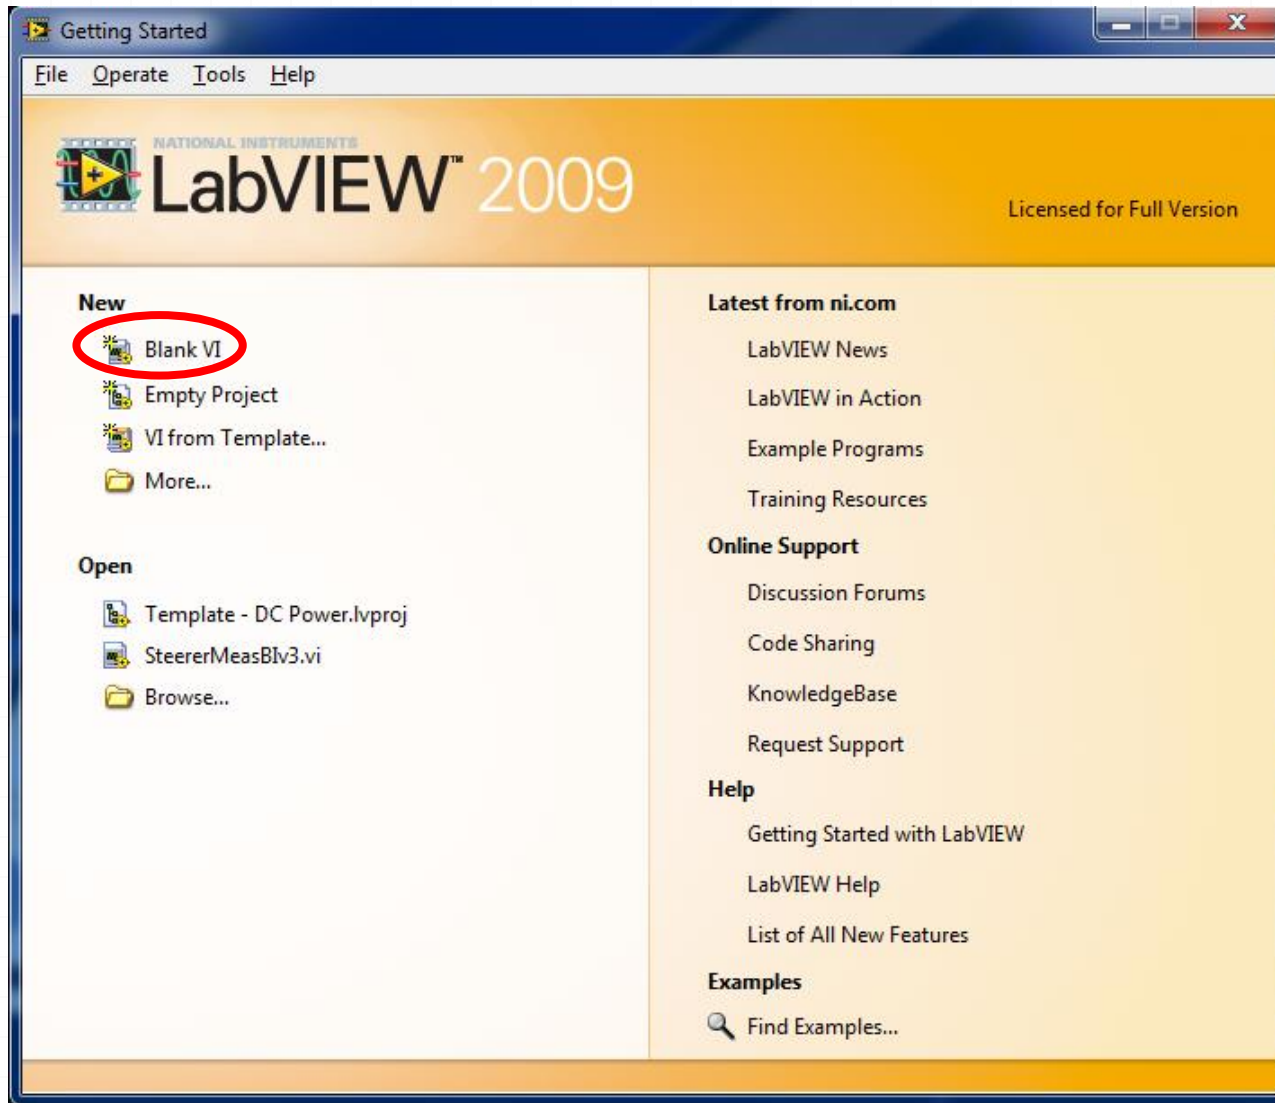 Getting Started
File Operate Tools Help
NATIONAL INSTRUMENTS
LabVIEW™ 2009
Licensed for Full Version
New
Blank VI
Empty Project
VI from Template...
More...
Open
Template - DC Power.lvproj
SteererMeasBIv3.vi
Browse...
Latest from ni.com
LabVIEW News
LabVIEW in Action
Example Programs
Training Resources
Online Support
Discussion Forums
Code Sharing
KnowledgeBase
Request Support
Help
Getting Started with LabVIEW
LabVIEW Help
List of All New Features
Examples
Find Examples...